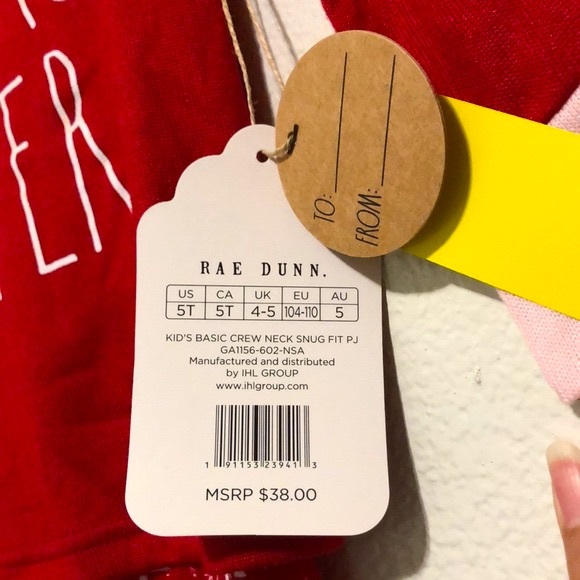 ER
TO:
FROM:
RAE DUNN.
US CA UK EU AU
5T 5T 4-5 104-110 5
KID'S BASIC CREW NECK SNUG FIT PJ
GA1156-602-NSA
Manufactured and distributed
by IHL GROUP
www.ihlgroup.com
1 91153 23941 3
MSRP $38.00